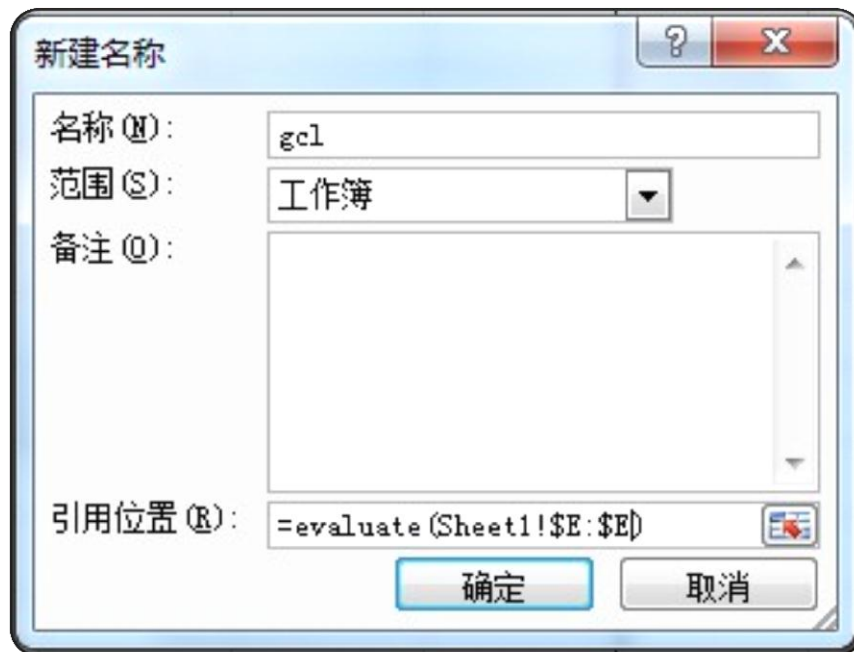 新建名称
?
名称(N):
gcl
范围(S):
工作簿
备注(O):
引用位置(R):
=evaluate(Sheet1!$E:$E)
确定
取消